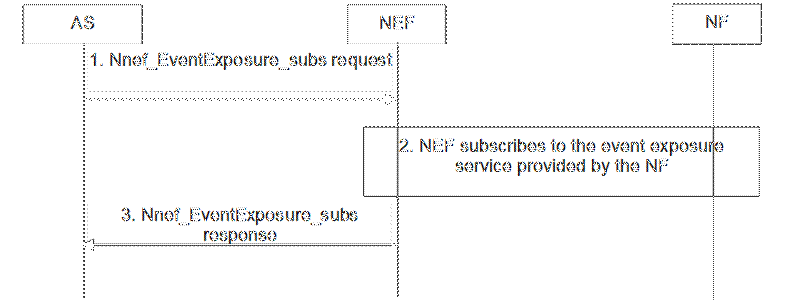 AS
NEF
NF
1. Nnef_EventExposure_subs request
2. NEF subscribes to the event exposure
service provided by the NF
3. Nnef_EventExposure_subs
response